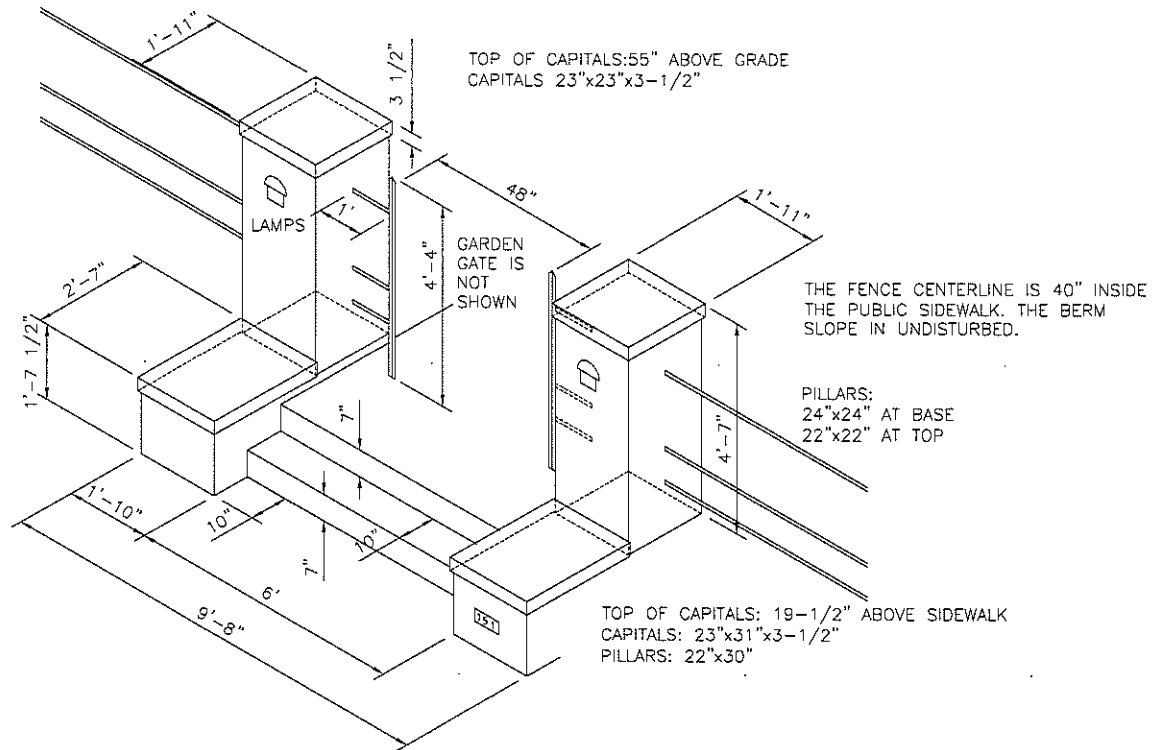 1'-11"
TOP OF CAPITALS:55" ABOVE GRADE
CAPITALS 23"x23"x3-1/2"
3 1/2"
48"
1'-11"
LAMPS
1'
4'-4"
GARDEN
GATE IS
NOT
SHOWN
2'-7"
1'-7 1/2"
THE FENCE CENTERLINE IS 40" INSIDE
THE PUBLIC SIDEWALK. THE BERM
SLOPE IN UNDISTURBED.
PILLARS:
24"x24" AT BASE
22"x22" AT TOP
4'-7"
7"
1'-10"
10"
10"
7"
6'
9'-8"
151
TOP OF CAPITALS: 19-1/2" ABOVE SIDEWALK
CAPITALS: 23"x31"x3-1/2"
PILLARS: 22"x30"